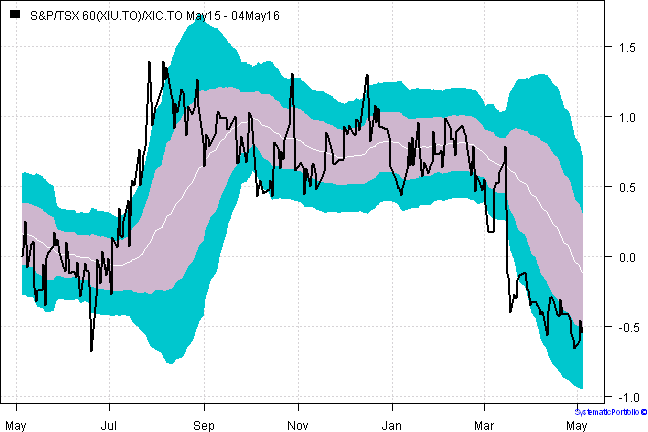 S&P/TSX 60(XIU.TO)/XIC.TO May15 - 04May16
1.5
1.0
0.5
0.0
-0.5
-1.0
May Jul Sep Nov Jan Mar May
SystematicPortfolio ©